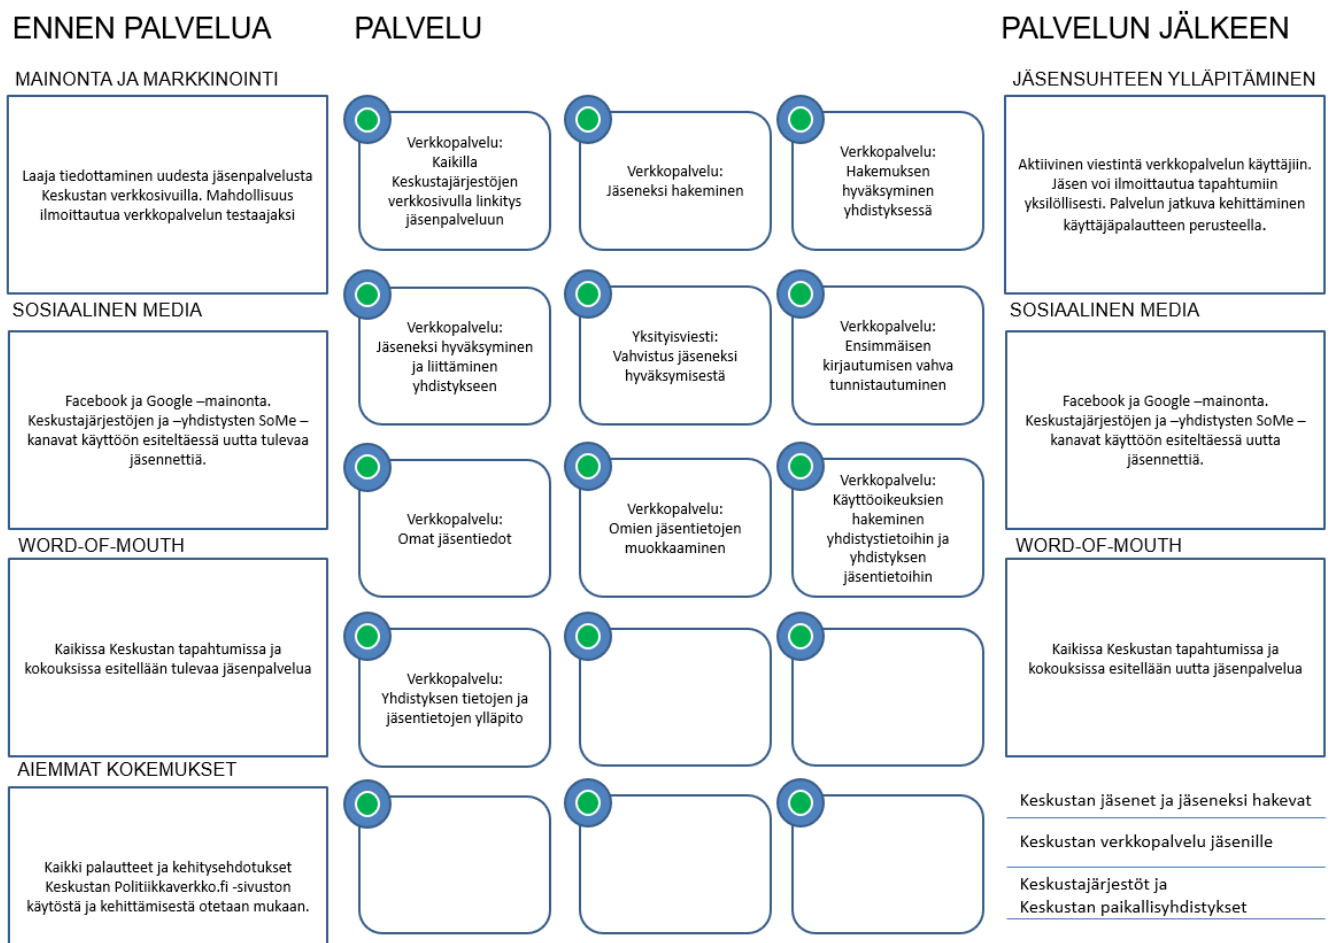 ENNEN PALVELUA
MAINONTA JA MARKKINOINTI
Laaja tiedottaminen uudesta jäsenpalvelusta
Keskustan verkkosivuilla. Mahdollisuus
ilmoittautua verkkopalvelun testaajaksi
SOSIAALINEN MEDIA
Facebook ja Google –mainonta.
Keskustajärjestöjen ja –yhdistysten SoMe –
kanavat käyttöön esiteltäessä uutta tulevaa
jäsennettiä.
WORD-OF-MOUTH
Kaikissa Keskustan tapahtumissa ja
kokouksissa esitellään tulevaa jäsenpalvelua
AIEMMAT KOKEMUKSET
Kaikki palautteet ja kehitysehdotukset
Keskustan Politiikkaverkko.fi -sivuston
käytöstä ja kehittämisestä otetaan mukaan.
PALVELU
Verkkopalvelu:
Kaikilla
Keskustajärjestöjen
verkkosivulla linkitys
jäsenpalveluun
Verkkopalvelu:
Jäseneksi hakeminen
Verkkopalvelu:
Hakemuksen
hyväksyminen
yhdistyksessä
Verkkopalvelu:
Jäseneksi hyväksyminen
ja liittäminen
yhdistykseen
Yksityisviesti:
Vahvistus jäseneksi
hyväksymisestä
Verkkopalvelu:
Ensimmäisen
kirjautumisen vahva
tunnistautuminen
Verkkopalvelu:
Omat jäsentiedot
Verkkopalvelu:
Omien jäsentietojen
muokkaaminen
Verkkopalvelu:
Käyttöoikeuksien
hakeminen
yhdistystietoihin ja
yhdistyksen
jäsentietoihin
Verkkopalvelu:
Yhdistyksen tietojen ja
jäsentietojen ylläpito
PALVELUN JÄLKEEN
JÄSENSUHTEEN YLLÄPITÄMINEN
Aktiivinen viestintä verkkopalvelun käyttäjiin.
Jäsen voi ilmoittautua tapahtumiin
yksilöllisesti. Palvelun jatkuva kehittäminen
käyttäjäpalautteen perusteella.
SOSIAALINEN MEDIA
Facebook ja Google –mainonta.
Keskustajärjestöjen ja –yhdistysten SoMe –
kanavat käyttöön esiteltäessä uutta
jäsennettiä.
WORD-OF-MOUTH
Kaikissa Keskustan tapahtumissa ja
kokouksissa esitellään uutta jäsenpalvelua
Keskustan jäsenet ja jäseneksi hakevat
Keskustan verkkopalvelu jäsenille
Keskustajärjestöt ja
Keskustan paikallisyhdistykset